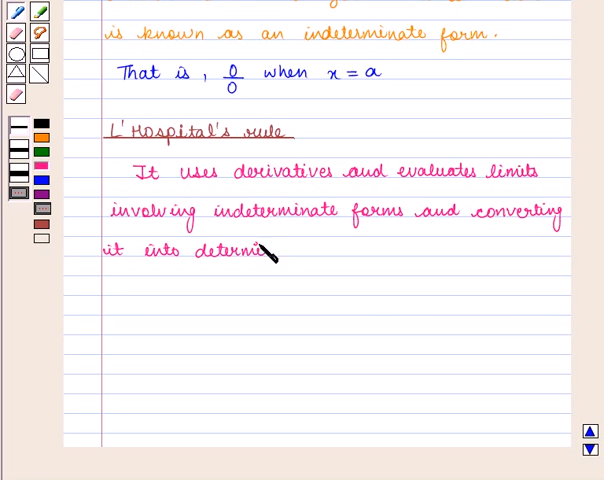 is known as an indeterminate form.
That is, 0/0 when x = a
L'Hospital's rule
It uses derivatives and evaluates limits
involving indeterminate forms and converting
it into determi